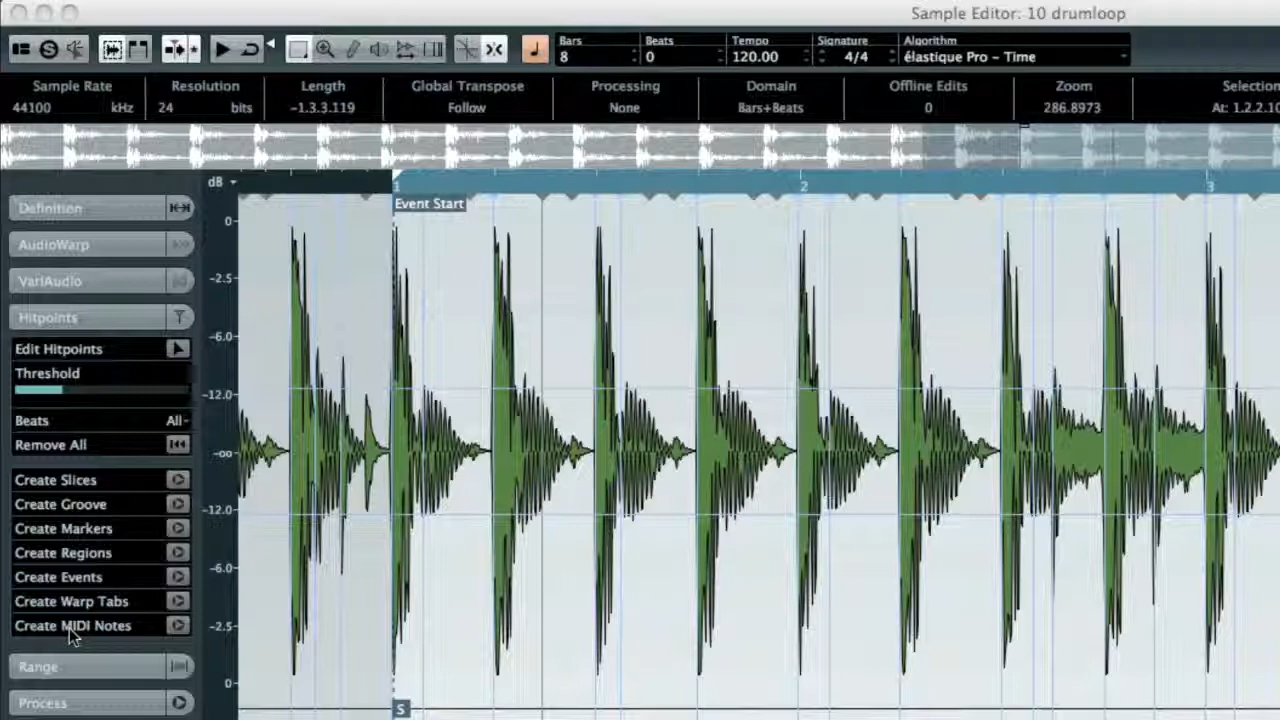 Sample Editor: 10 drumloop
Bars Beats Tempo Signature Algorithm
8 0 120.00 4/4 élastique Pro – Time
Sample Rate Resolution Length Global Transpose Processing Domain Offline Edits Zoom Selection
44100 kHz 24 bits -1.3.3.119 Follow None Bars+Beats 0 286.8973 At: 1.2.2.10
dB 1 2 3
Event Start
Definition
AudioWarp
VariAudio
Hitpoints
Edit Hitpoints
Threshold
Beats All
Remove All
Create Slices
Create Groove
Create Markers
Create Regions
Create Events
Create Warp Tabs
Create MIDI Notes
Range
Process
0
-2.5
-6.0
-12.0
-oo
-12.0
-6.0
-2.5
0
S